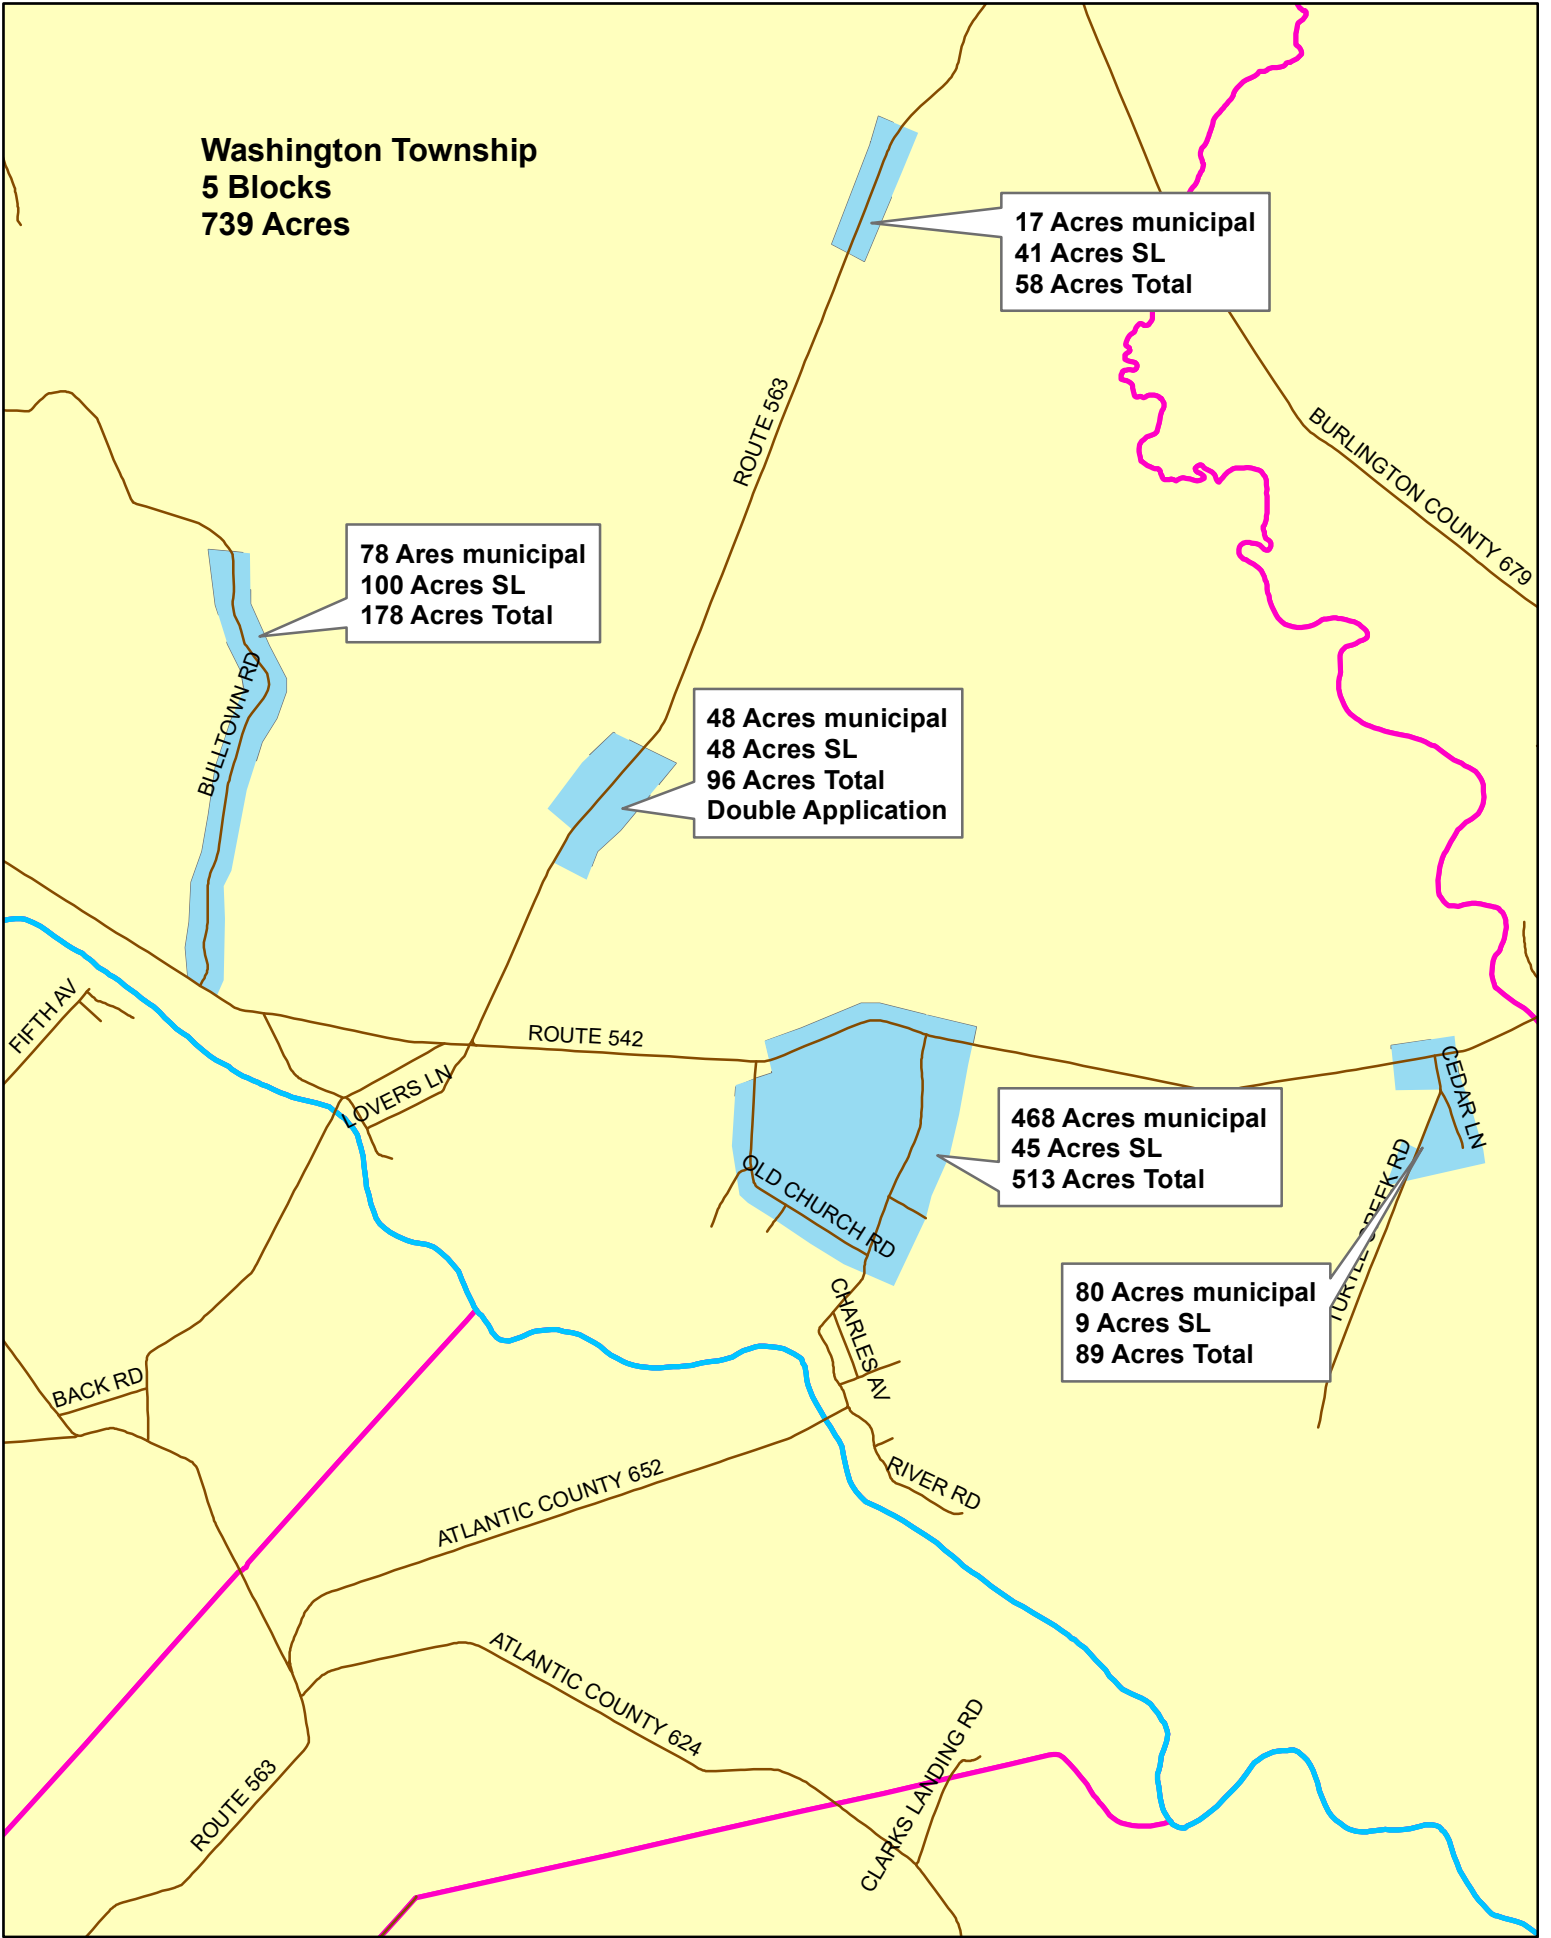 Washington Township
5 Blocks
739 Acres
17 Acres municipal
41 Acres SL
58 Acres Total
ROUTE 563
BURLINGTON COUNTY 679
78 Ares municipal
100 Acres SL
178 Acres Total
BULLTOWN RD
48 Acres municipal
48 Acres SL
96 Acres Total
Double Application
FIFTH AV
ROUTE 542
LOVERS LN
CEDAR LN
468 Acres municipal
45 Acres SL
513 Acres Total
OLD CHURCH RD
TURTLE CREEK RD
80 Acres municipal
9 Acres SL
89 Acres Total
CHARLES AV
BACK RD
RIVER RD
ATLANTIC COUNTY 652
ATLANTIC COUNTY 624
CLARKS LANDING RD
ROUTE 563